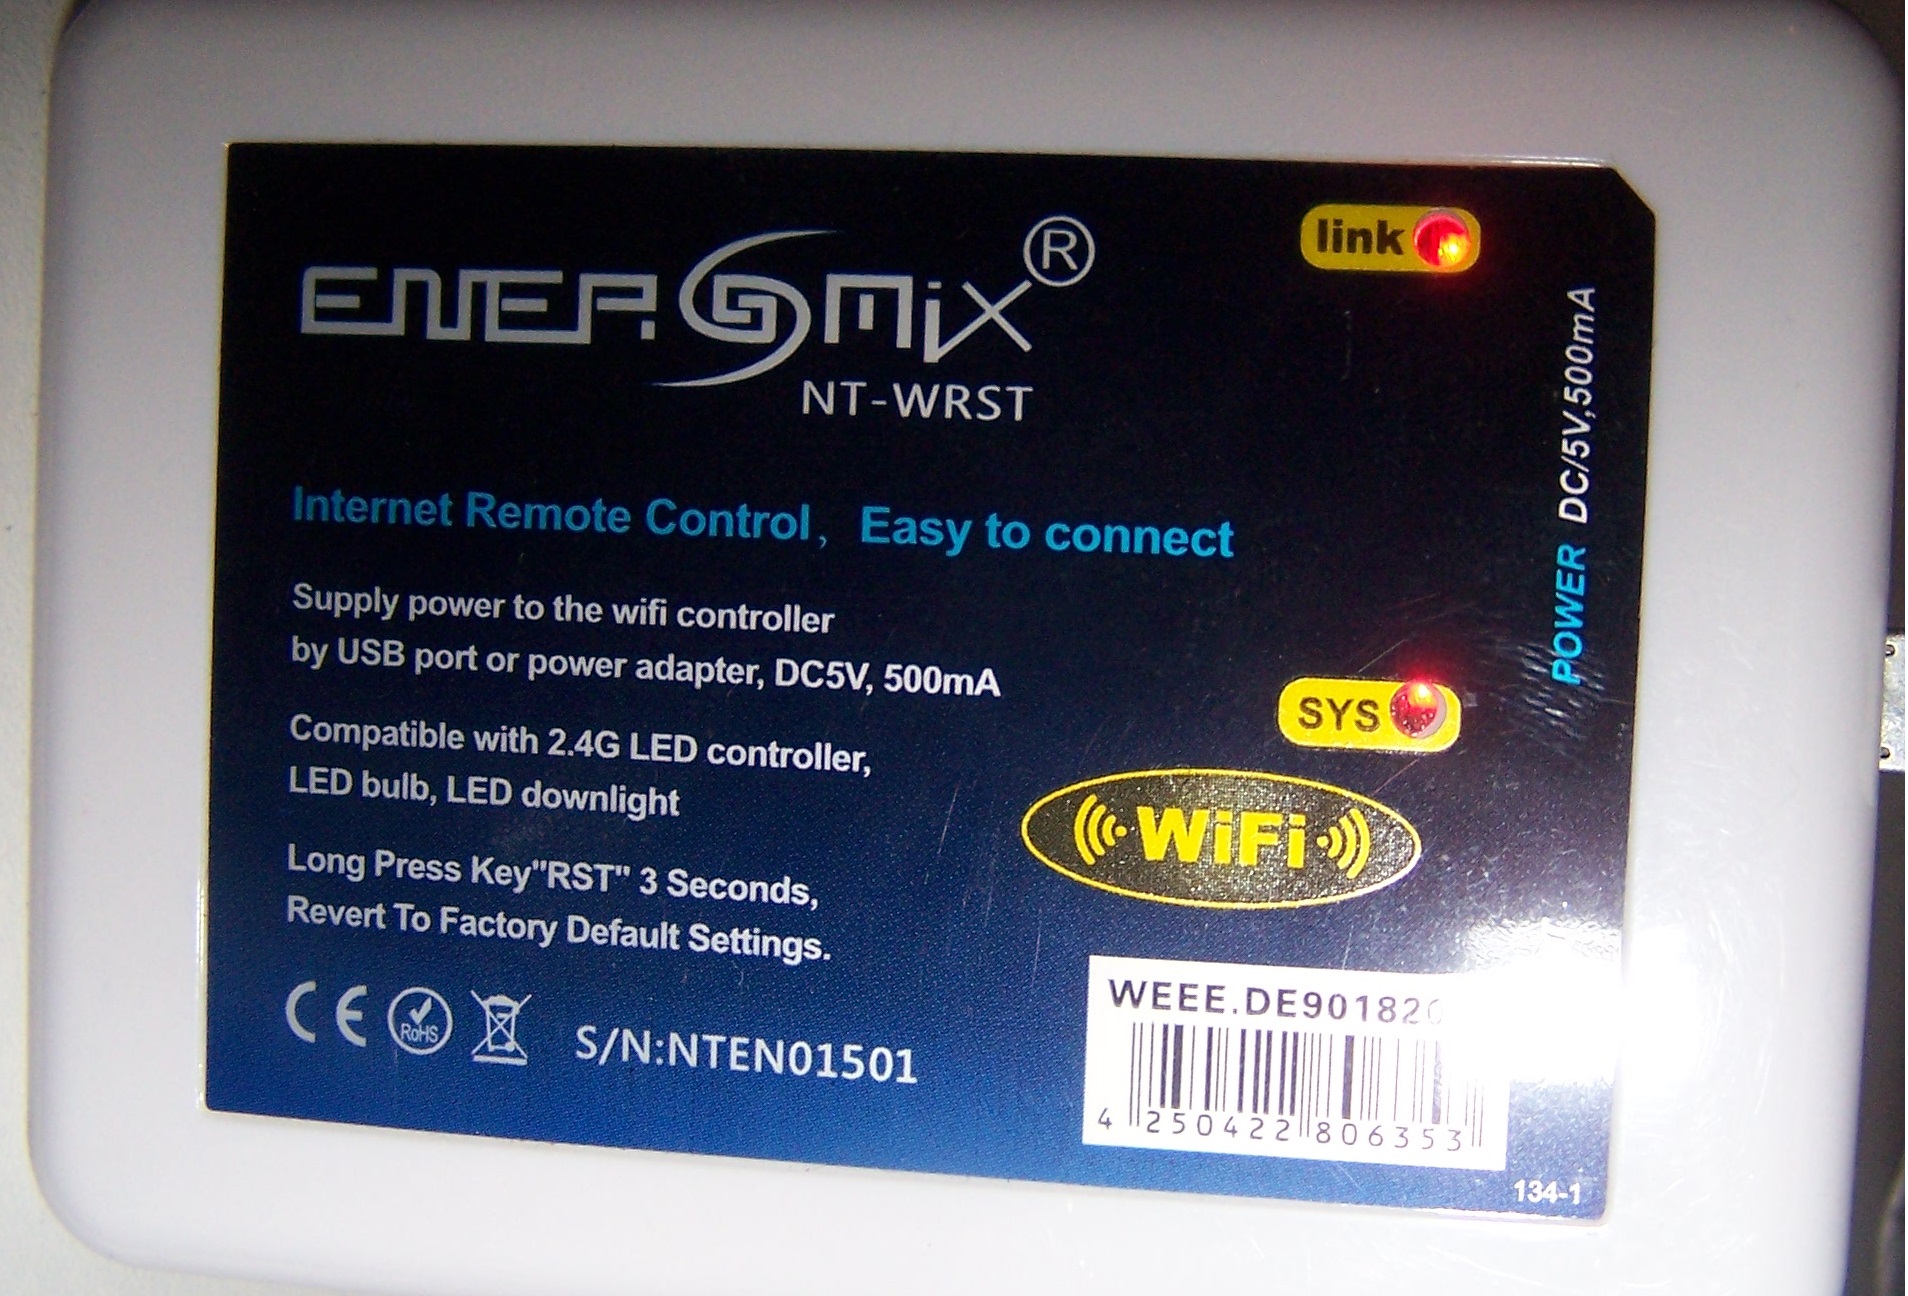 ENERGMiX®
NT-WRST
link
POWER DC/5V,500mA
Internet Remote Control, Easy to connect
Supply power to the wifi controller
by USB port or power adapter, DC5V, 500mA
Compatible with 2.4G LED controller,
LED bulb, LED downlight
SYS
WiFi
Long Press Key"RST" 3 Seconds,
Revert To Factory Default Settings.
CE RoHS S/N:NTEN01501
4 250422 806353
134-1